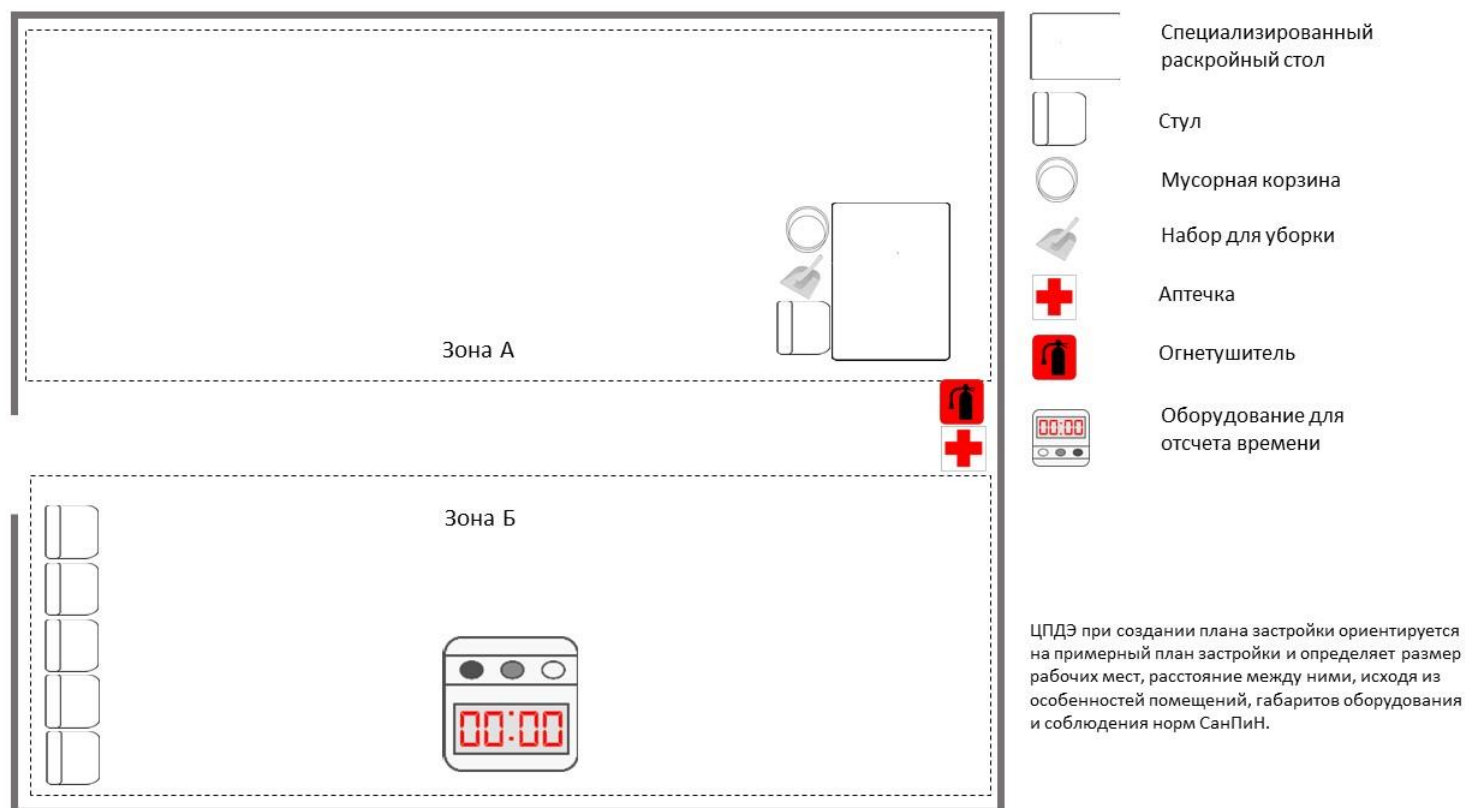 Зона А
Зона Б
00:00
Специализированный
раскройный стол
Стул
Мусорная корзина
Набор для уборки
Аптечка
Огнетушитель
00:00
Оборудование для
отсчета времени
ЦПДЭ при создании плана застройки ориентируется
на примерный план застройки и определяет размер
рабочих мест, расстояние между ними, исходя из
особенностей помещений, габаритов оборудования
и соблюдения норм СанПиН.